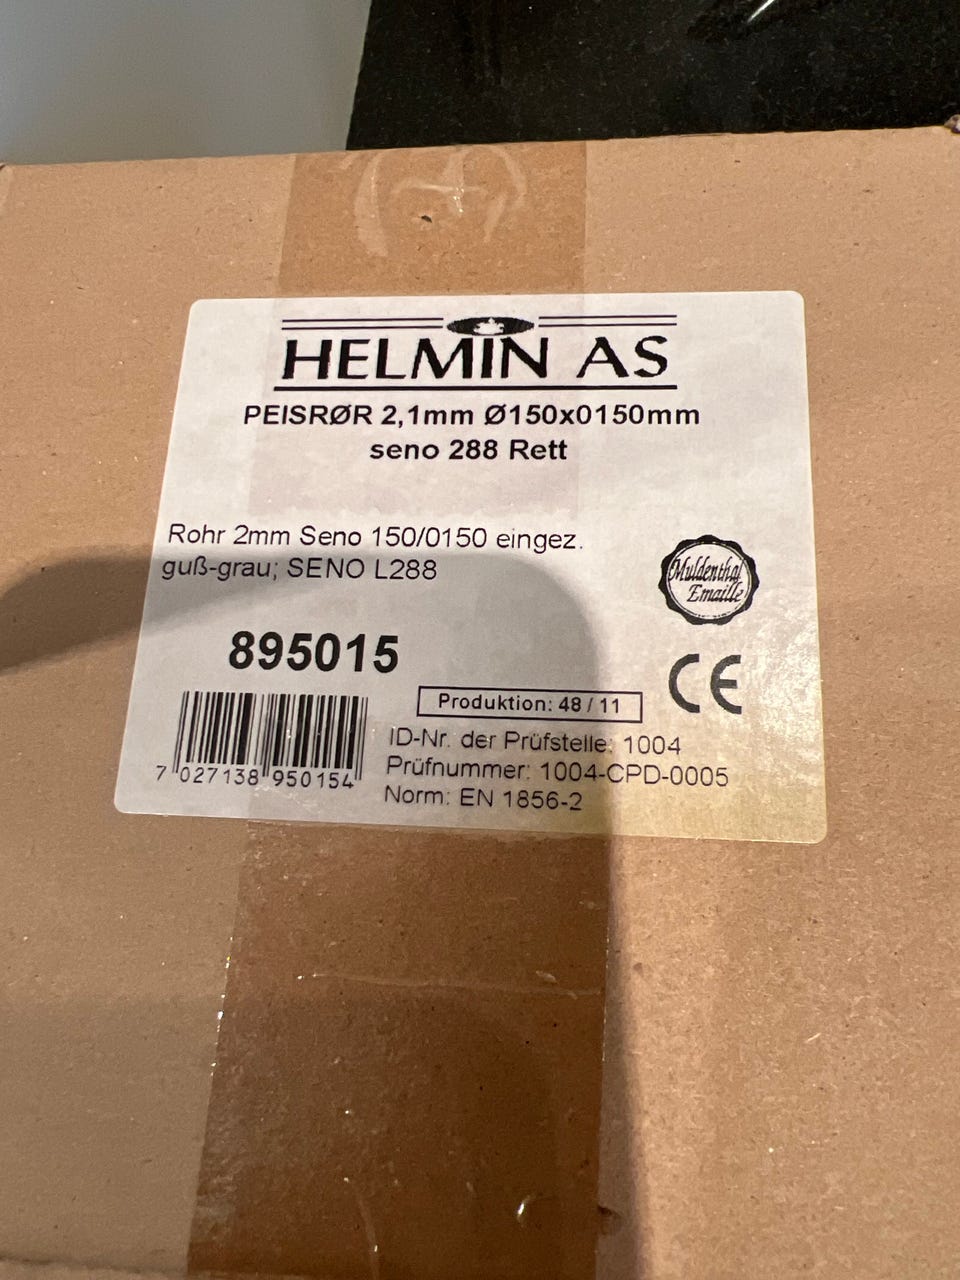 HELMIN AS
PEISRØR 2,1mm Ø150x0150mm
seno 288 Rett
Rohr 2mm Seno 150/0150 eingez.
guß-grau; SENO L288
Muldenthal
Emaille
895015
CE
Produktion: 48 / 11
ID-Nr. der Prüfstelle: 1004
Prüfnummer: 1004-CPD-0005
Norm: EN 1856-2
7 027138 950154